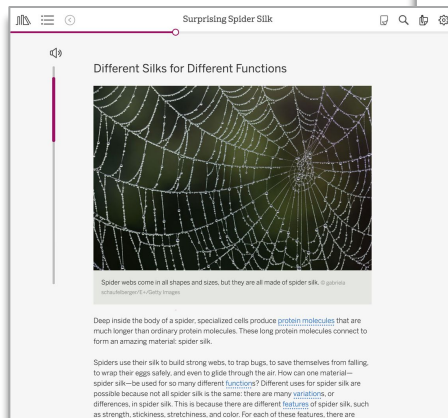 Surprising Spider Silk
Different Silks for Different Functions
Spider webs come in all shapes and sizes, but they are all made of spider silk. © gabriela
schaufelberger/E+/Getty Images
Deep inside the body of a spider, specialized cells produce protein molecules that are
much longer than ordinary protein molecules. These long protein molecules connect to
form an amazing material: spider silk.
Spiders use their silk to build strong webs, to trap bugs, to save themselves from falling,
to wrap their eggs safely, and even to glide through the air. How can one material—
spider silk—be used for so many different functions? Different uses for spider silk are
possible because not all spider silk is the same: there are many variations, or
differences, in spider silk. This is because there are different features of spider silk, such
as strength, stickiness, stretchiness, and color. For each of these features, there are